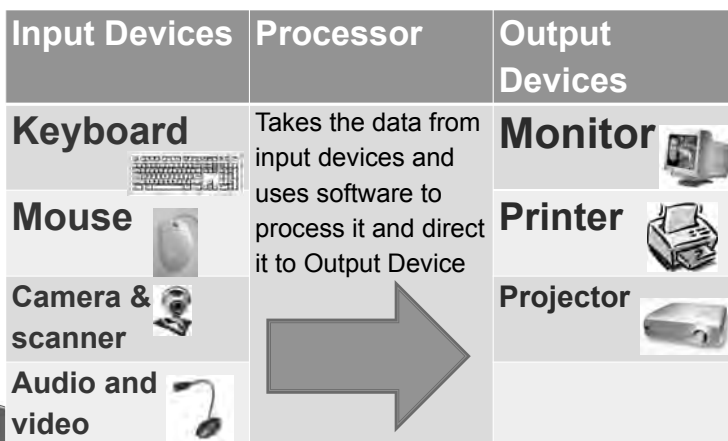 Input Devices
Processor
Output
Devices
Keyboard
Takes the data from
input devices and
uses software to
process it and direct
it to Output Device
Monitor
Mouse
Printer
Camera &
scanner
Projector
Audio and
video